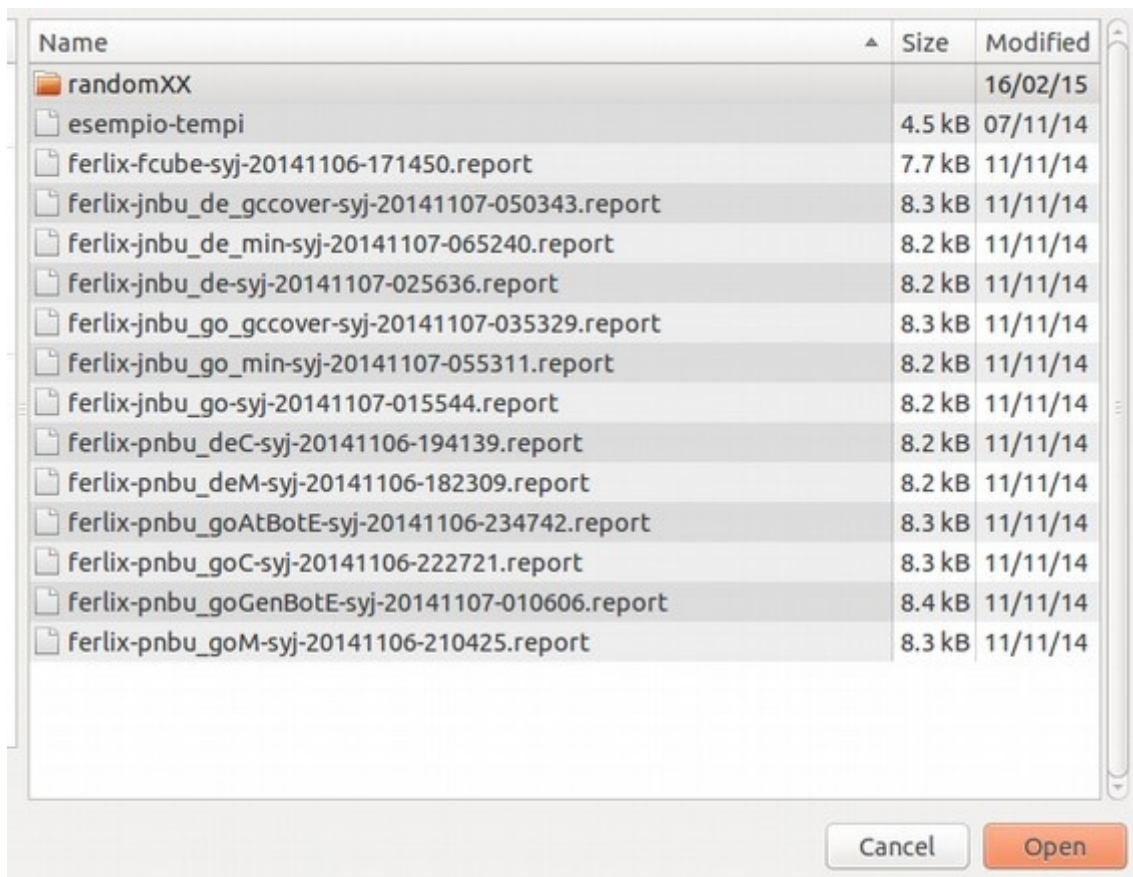 Name Size Modified
randomXX 16/02/15
esempio-tempi 4.5 kB 07/11/14
ferlix-fcube-syj-20141106-171450.report 7.7 kB 11/11/14
ferlix-jnbu_de_gccover-syj-20141107-050343.report 8.3 kB 11/11/14
ferlix-jnbu_de_min-syj-20141107-065240.report 8.2 kB 11/11/14
ferlix-jnbu_de-syj-20141107-025636.report 8.2 kB 11/11/14
ferlix-jnbu_go_gccover-syj-20141107-035329.report 8.3 kB 11/11/14
ferlix-jnbu_go_min-syj-20141107-055311.report 8.2 kB 11/11/14
ferlix-jnbu_go-syj-20141107-015544.report 8.2 kB 11/11/14
ferlix-pnbu_deC-syj-20141106-194139.report 8.2 kB 11/11/14
ferlix-pnbu_deM-syj-20141106-182309.report 8.2 kB 11/11/14
ferlix-pnbu_goAtBotE-syj-20141106-234742.report 8.3 kB 11/11/14
ferlix-pnbu_goC-syj-20141106-222721.report 8.3 kB 11/11/14
ferlix-pnbu_goGenBotE-syj-20141107-010606.report 8.4 kB 11/11/14
ferlix-pnbu_goM-syj-20141106-210425.report 8.3 kB 11/11/14
Cancel Open